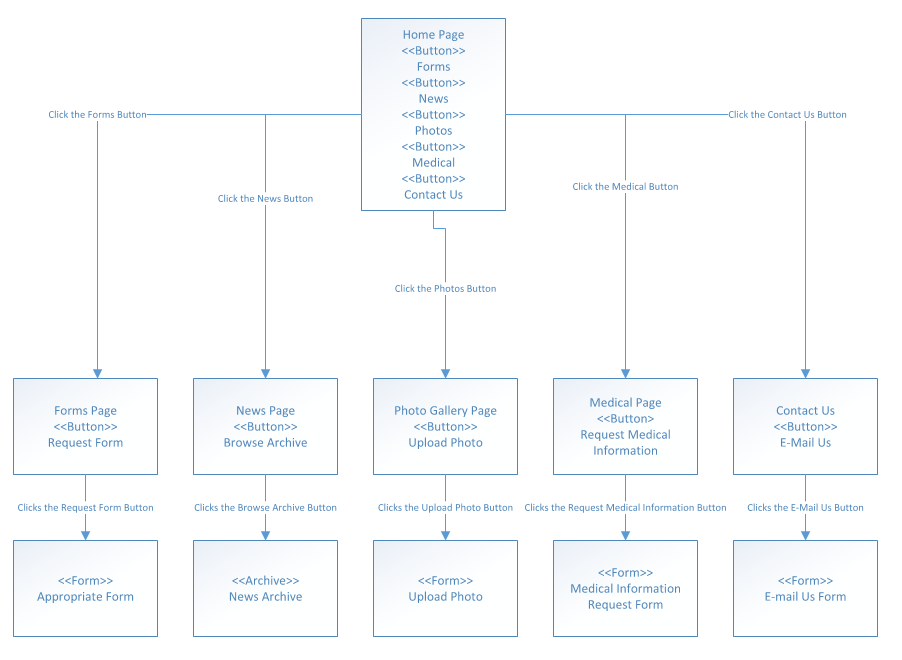 Home Page
<<Button>>
Forms
<<Button>>
News
<<Button>>
Photos
<<Button>>
Medical
<<Button>>
Contact Us
Click the Forms Button
Click the Contact Us Button
Click the Medical Button
Click the News Button
Click the Photos Button
Forms Page
<<Button>>
Request Form
News Page
<<Button>>
Browse Archive
Photo Gallery Page
<<Button>>
Upload Photo
Medical Page
<<Button>
Request Medical
Information
Contact Us
<<Button>>
E-Mail Us
Clicks the Request Form Button
Clicks the Browse Archive Button
Clicks the Upload Photo Button
Clicks the Request Medical Information Button
Clicks the E-Mail Us Button
<<Form>>
Appropriate Form
<<Archive>>
News Archive
<<Form>>
Upload Photo
<<Form>>
Medical Information
Request Form
<<Form>>
E-mail Us Form